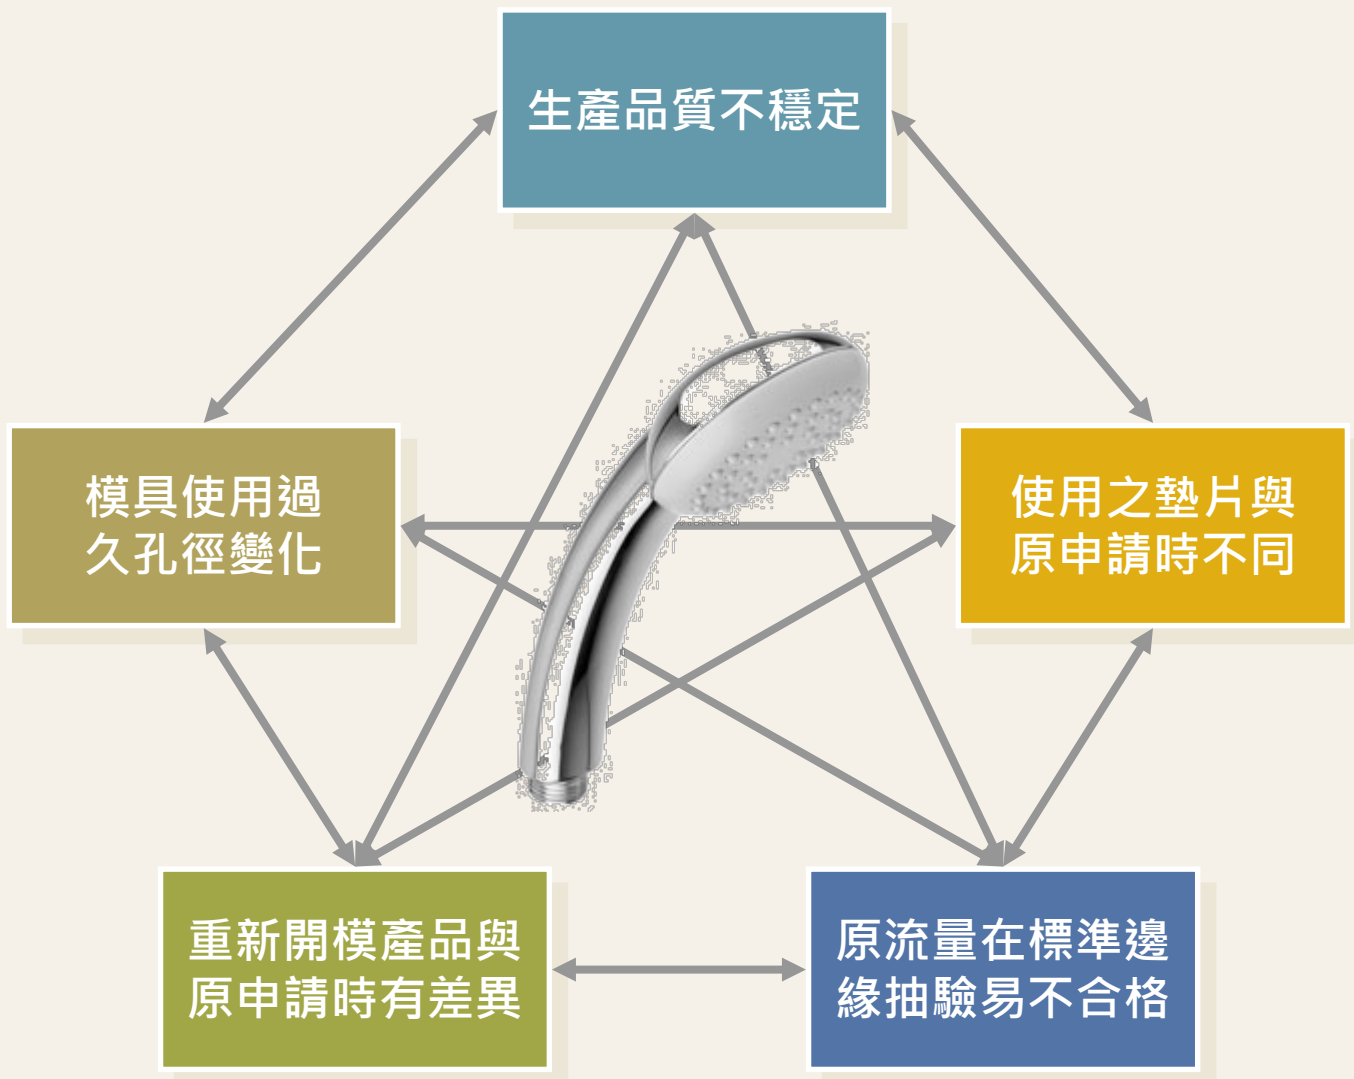 生產品質不穩定
模具使用過
久孔徑變化
使用之墊片與
原申請時不同
重新開模產品與
原申請時有差異
原流量在標準邊
緣抽驗易不合格